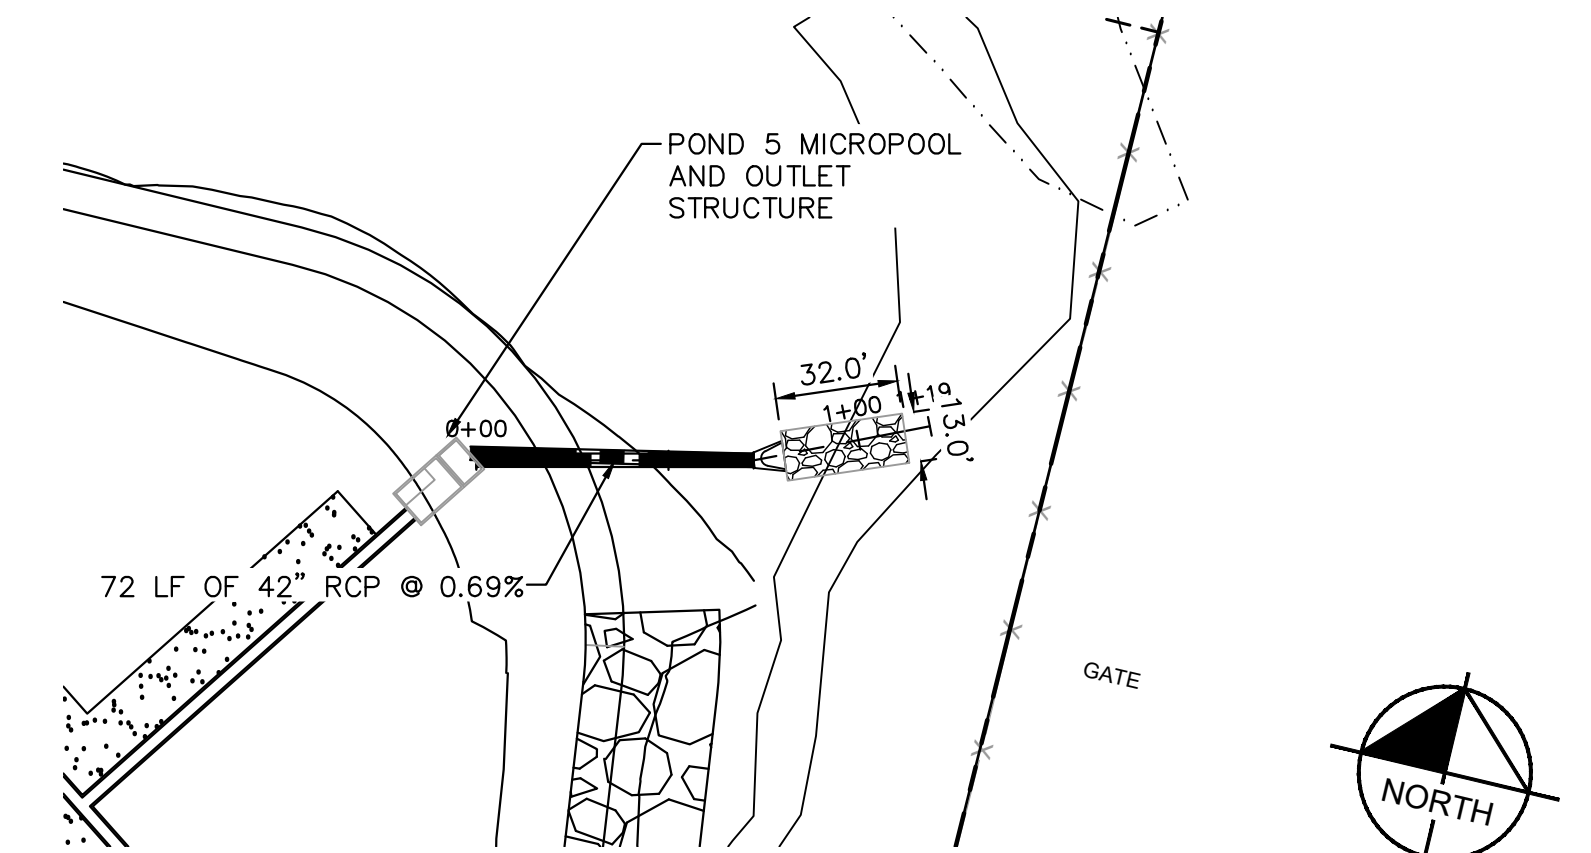 POND 5 MICROPOOL
AND OUTLET
STRUCTURE
32.0’
1+00
1+19
13.0’
0+00
72 LF OF 42” RCP @ 0.69%
GATE
NORTH